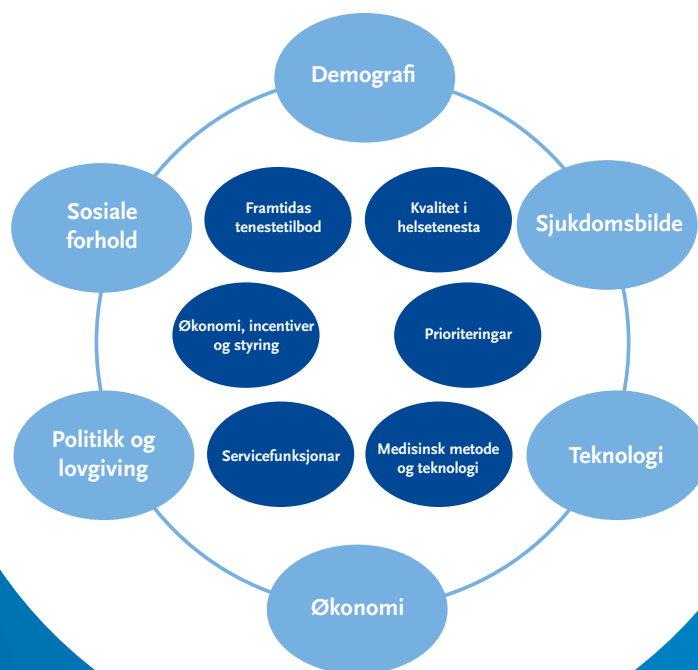 Demografi
Sosiale
forhold
Framtidas
tenestetilbod
Kvalitet i
helsetenesta
Sjukdomsbilde
Økonomi, incentiver
og styring
Prioriteringar
Politikk og
lovgiving
Servicefunksjonar
Medisinsk metode
og teknologi
Teknologi
Økonomi